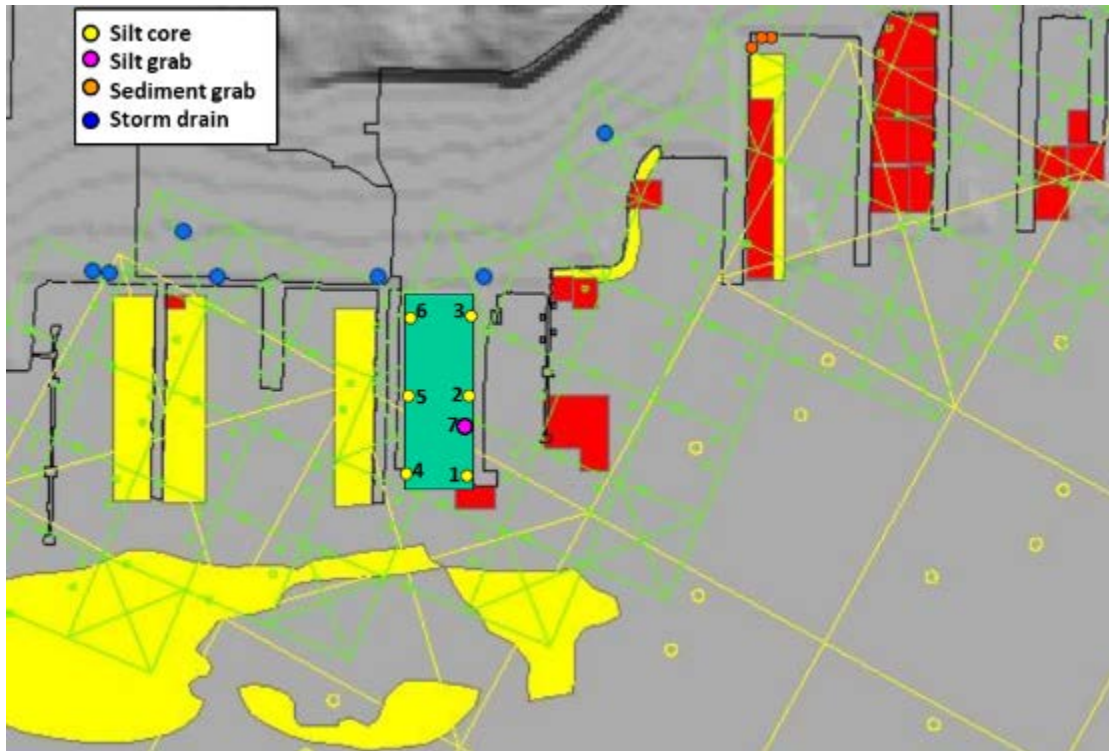 Silt core
Silt grab
Sediment grab
Storm drain
6 3
5 2
7
4 1